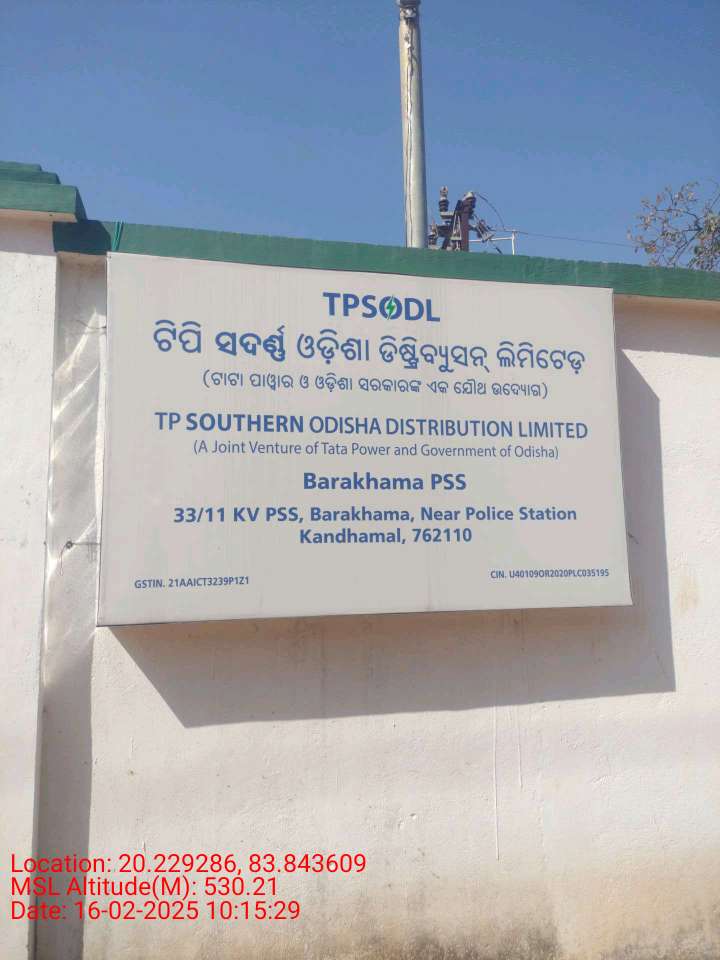 TPSODL
ଟିପି ସଦର୍ଣ୍ଣ ଓଡ଼ିଶା ଡିଷ୍ଟ୍ରିବ୍ୟୁସନ୍ ଲିମିଟେଡ଼
(ଟାଟା ପାୱାର ଓ ଓଡ଼ିଶା ସରକାରଙ୍କ ଏକ ଯୌଥ ଉଦ୍ୟୋଗ)
TP SOUTHERN ODISHA DISTRIBUTION LIMITED
(A Joint Venture of Tata Power and Government of Odisha)
Barakhama PSS
33/11 KV PSS, Barakhama, Near Police Station
Kandhamal, 762110
GSTIN. 21AAICT3239P1Z1
CIN. U40109OR2020PLC035195
Location: 20.229286, 83.843609
MSL Altitude(M): 530.21
Date: 16-02-2025 10:15:29